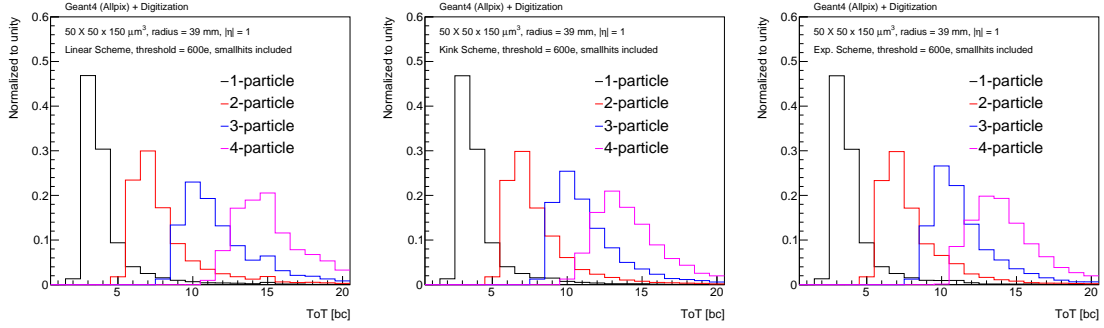 Geant4 (Allpix) + Digitization
Normalized to unity
0.6
0.5
0.4
0.3
0.2
0.1
0
50 X 50 x 150 μm³, radius = 39 mm, |η| = 1
Linear Scheme, threshold = 600e, smallhits included
1-particle
2-particle
3-particle
4-particle
5
10
15
20
ToT [bc]
Geant4 (Allpix) + Digitization
Normalized to unity
0.6
0.5
0.4
0.3
0.2
0.1
0
50 X 50 x 150 μm³, radius = 39 mm, |η| = 1
Kink Scheme, threshold = 600e, smallhits included
1-particle
2-particle
3-particle
4-particle
5
10
15
20
ToT [bc]
Geant4 (Allpix) + Digitization
Normalized to unity
0.6
0.5
0.4
0.3
0.2
0.1
0
50 X 50 x 150 μm³, radius = 39 mm, |η| = 1
Exp. Scheme, threshold = 600e, smallhits included
1-particle
2-particle
3-particle
4-particle
5
10
15
20
ToT [bc]